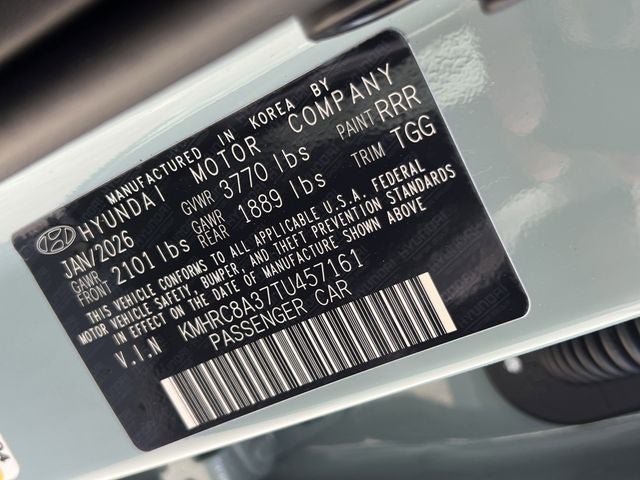 MANUFACTURED IN KOREA BY
HYUNDAI MOTOR COMPANY
JAN/2026 GVWR 3770 lbs PAINT RRR
GAWR FRONT 2101 lbs GAWR REAR 1889 lbs TRIM TGG
THIS VEHICLE CONFORMS TO ALL APPLICABLE U.S.A. FEDERAL
MOTOR VEHICLE SAFETY, BUMPER, AND THEFT PREVENTION STANDARDS
IN EFFECT ON THE DATE OF MANUFACTURE SHOWN ABOVE
V.I.N KMHRC8A37TU457161
PASSENGER CAR